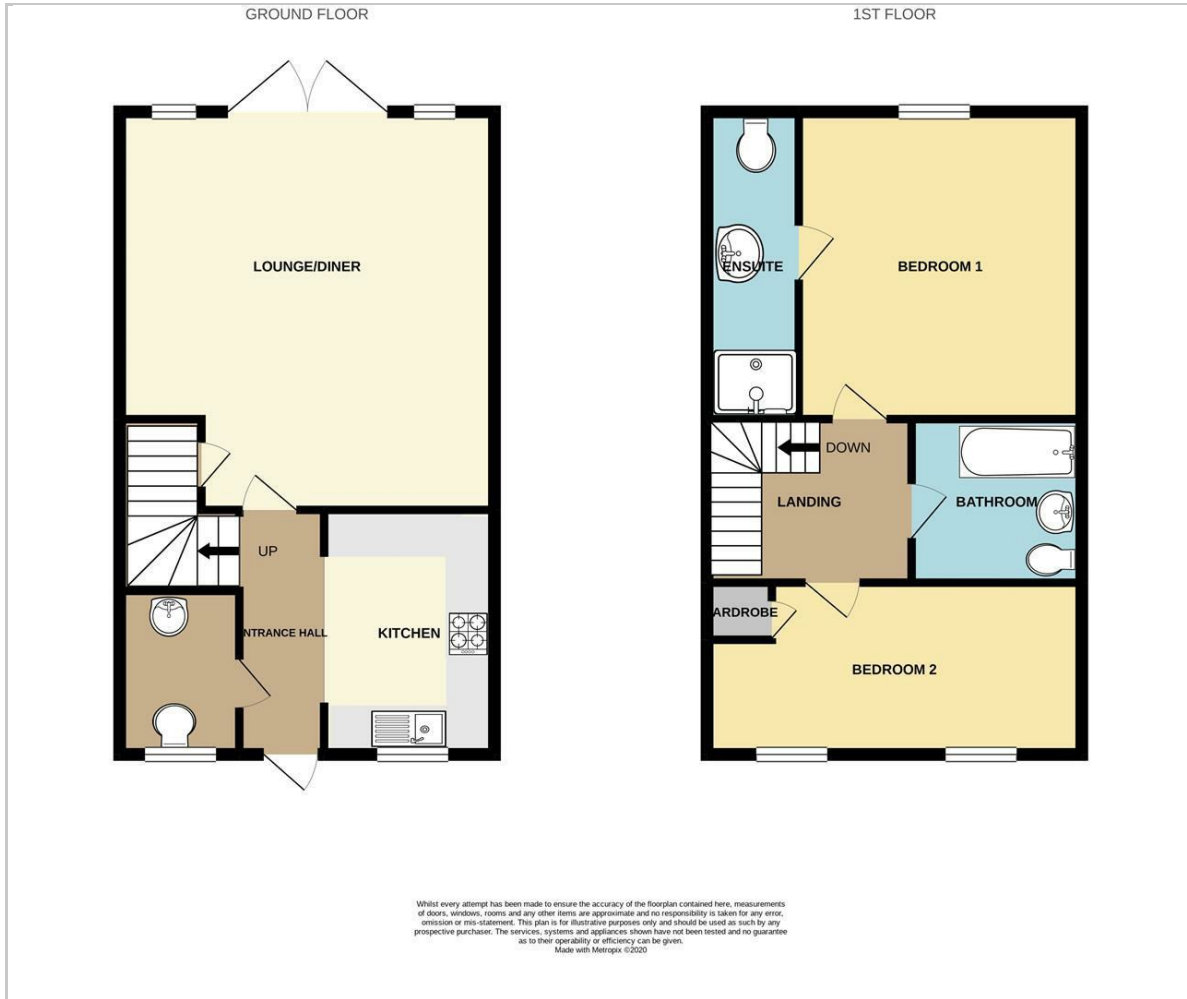 GROUND FLOOR
1ST FLOOR
LOUNGE/DINER
ENSUITE
BEDROOM 1
DOWN
LANDING
BATHROOM
UP
ARDROBE
NTRANCE HALL
KITCHEN
BEDROOM 2
Whilst every attempt has been made to ensure the accuracy of the floorplan contained here, measurements
of doors, windows, rooms and any other items are approximate and no responsibility is taken for any error,
omission or mis-statement. This plan is for illustrative purposes only and should be used as such by any
prospective purchaser. The services, systems and appliances shown have not been tested and no guarantee
as to their operability or efficiency can be given.
Made with Metropix ©2020